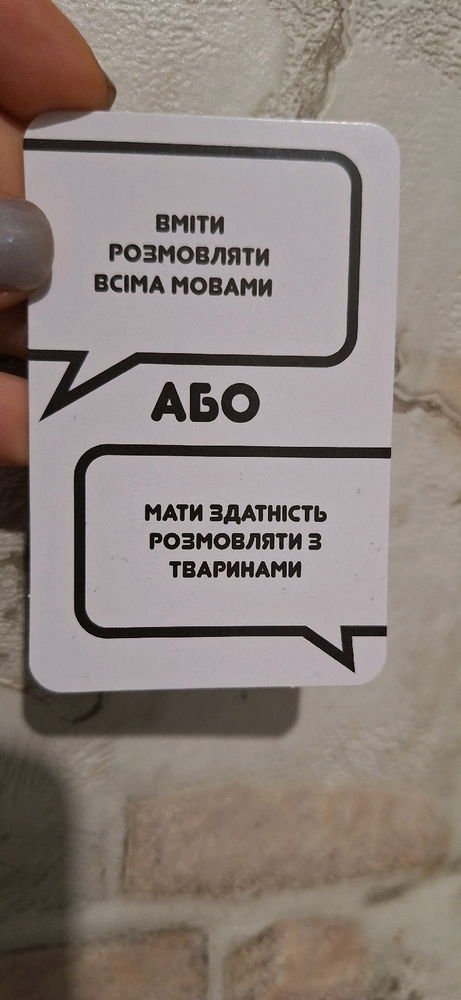 ВМІТИ
РОЗМОВЛЯТИ
ВСІМА МОВАМИ
АБО
МАТИ ЗДАТНІСТЬ
РОЗМОВЛЯТИ З
ТВАРИНАМИ